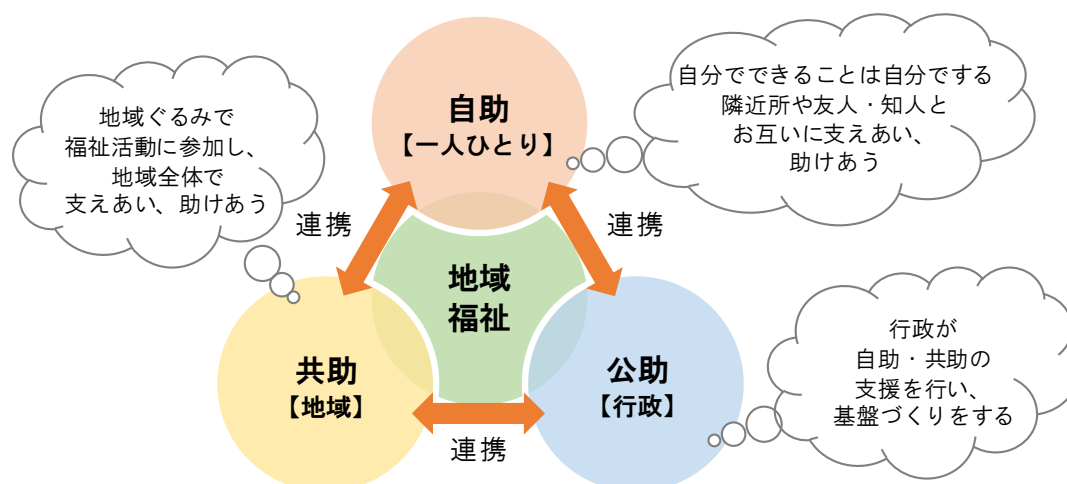 自助
【一人ひとり】
自分でできることは自分でする
隣近所や友人・知人と
お互いに支えあい、
助けあう
地域ぐるみで
福祉活動に参加し、
地域全体で
支えあい、助けあう
連携
連携
地域
福祉
共助
【地域】
公助
【行政】
行政が
自助・共助の
支援を行い、
基盤づくりをする
連携